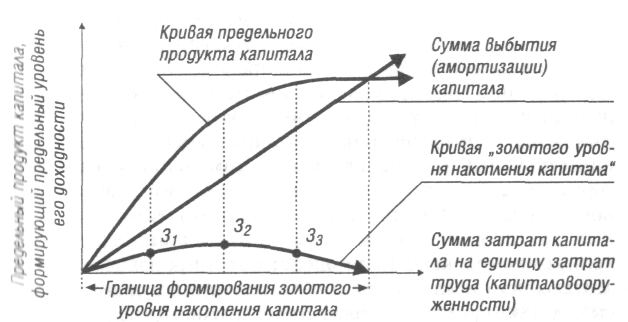 Предельный продукт капитала,
формирующий предельный уровень
его доходности
Кривая предельного
продукта капитала
Сумма выбытия
(амортизации)
капитала
Кривая „золотого уров-
ня накопления капитала“
З1
З2
З3
Сумма затрат капита-
ла на единицу затрат
труда (капиталовоору-
женности)
Граница формирования золотого
уровня накопления капитала